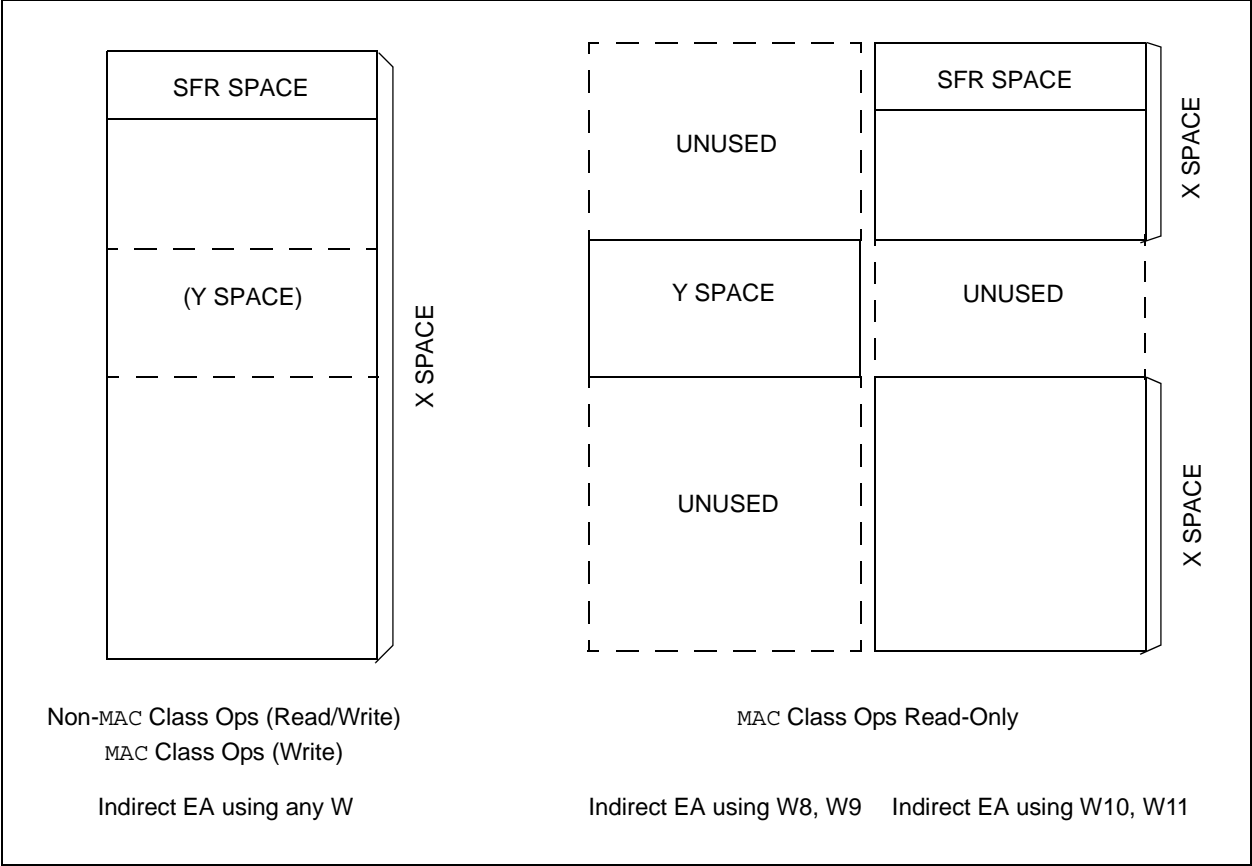 SFR SPACE
(Y SPACE)
X SPACE
Non-MAC Class Ops (Read/Write)
MAC Class Ops (Write)
Indirect EA using any W
UNUSED
Y SPACE
UNUSED
SFR SPACE
X SPACE
UNUSED
X SPACE
MAC Class Ops Read-Only
Indirect EA using W8, W9
Indirect EA using W10, W11